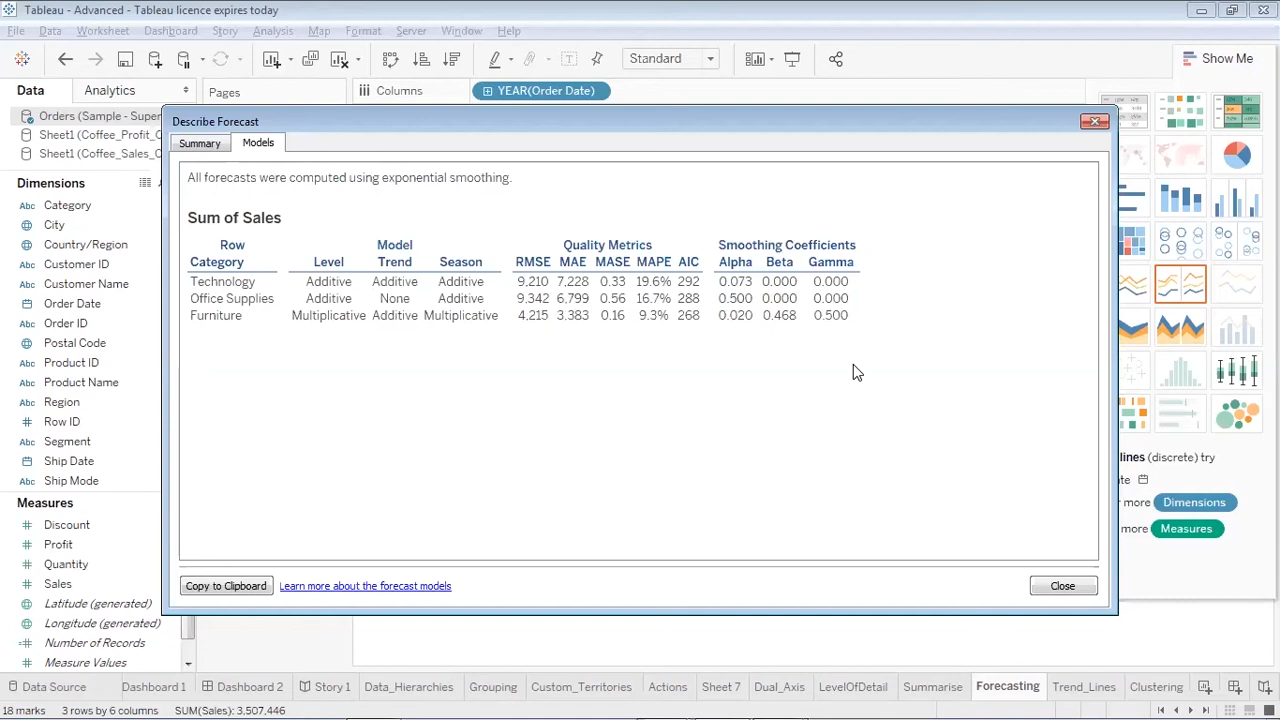 Tableau - Advanced - Tableau licence expires today
File Data Worksheet Dashboard Story Analysis Map Format Server Window Help
Standard
Show Me
Data Analytics
Pages
Columns
YEAR(Order Date)
Orders (Sample - Super
Sheet1 (Coffee_Profit_C
Sheet1 (Coffee_Sales_C
Dimensions
Abc Category
City
Country/Region
Abc Customer ID
Abc Customer Name
Order Date
Abc Order ID
Postal Code
Abc Product ID
Abc Product Name
Abc Region
# Row ID
Abc Segment
Ship Date
Abc Ship Mode
Measures
# Discount
# Profit
# Quantity
# Sales
Latitude (generated)
Longitude (generated)
Number of Records
# Measure Values
Describe Forecast
Summary Models
All forecasts were computed using exponential smoothing.
Sum of Sales
Row Model Quality Metrics Smoothing Coefficients
Category Level Trend Season RMSE MAE MASE MAPE AIC Alpha Beta Gamma
Technology Additive Additive Additive 9,210 7,228 0.33 19.6% 292 0.073 0.000 0.000
Office Supplies Additive None Additive 9,342 6,799 0.56 16.7% 288 0.500 0.000 0.000
Furniture Multiplicative Additive Multiplicative 4,215 3,383 0.16 9.3% 268 0.020 0.468 0.500
Copy to Clipboard Learn more about the forecast models Close
lines (discrete) try
more Dimensions
more Measures
Data Source Dashboard 1 Dashboard 2 Story 1 Data_Hierarchies Grouping Custom_Territories Actions Sheet 7 Dual_Axis LevelOfDetail Summarise Forecasting Trend_Lines Clustering
18 marks 3 rows by 6 columns SUM(Sales): 3,507,446